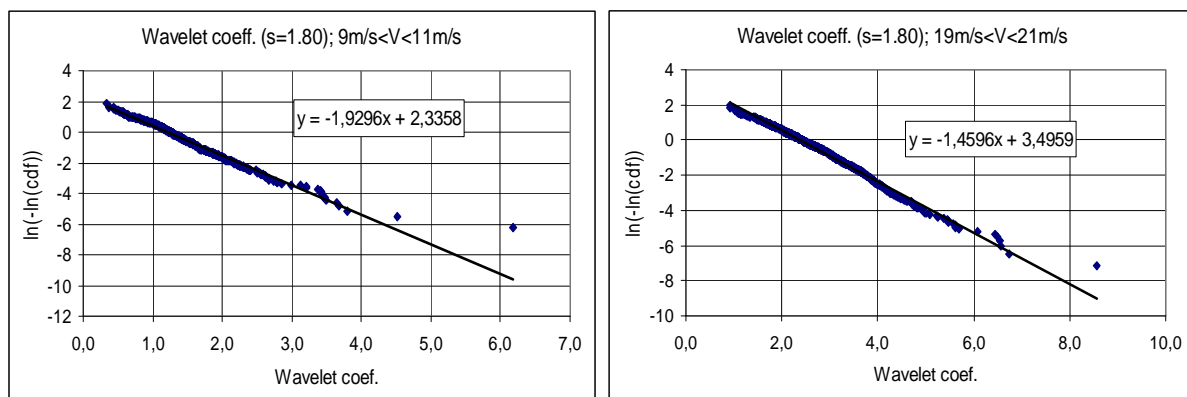 Wavelet coeff. (s=1.80); 9m/s<V<11m/s
4
2
0
-2
-4
-6
-8
-10
-12
ln(-ln(cdf))
y = -1,9296x + 2,3358
0,0 1,0 2,0 3,0 4,0 5,0 6,0 7,0
Wavelet coef.
Wavelet coeff. (s=1.80); 19m/s<V<21m/s
4
2
0
-2
-4
-6
-8
-10
ln(-ln(cdf))
y = -1,4596x + 3,4959
0,0 2,0 4,0 6,0 8,0 10,0
Wavelet coef.